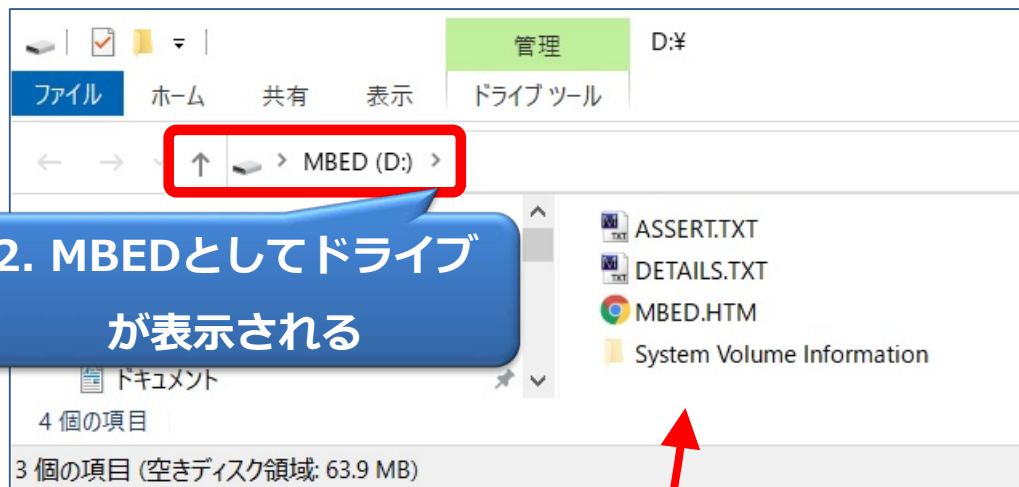 管理
D:¥
ファイル ホーム 共有 表示 ドライブ ツール
MBED (D:)
2. MBEDとしてドライブ
が表示される
ASSERT.TXT
DETAILS.TXT
MBED.HTM
System Volume Information
ドキュメント
4 個の項目
3 個の項目 (空きディスク領域: 63.9 MB)